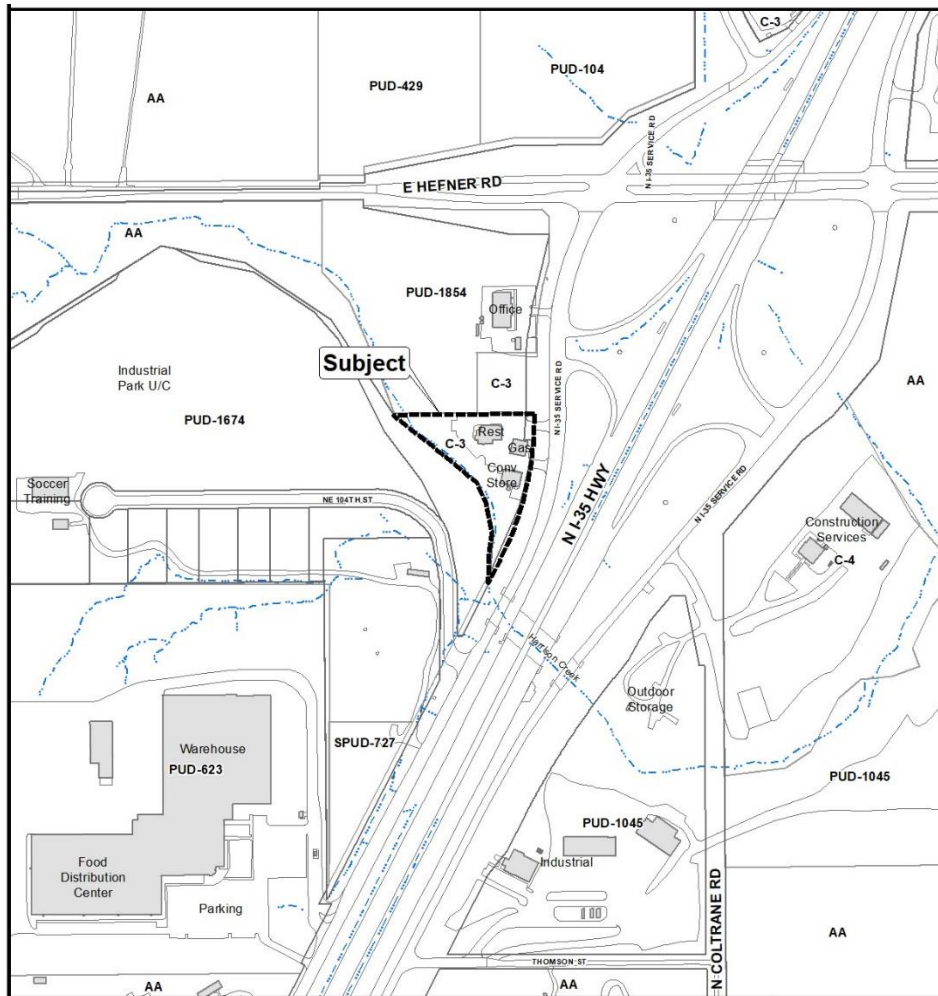 C-3
PUD-104
PUD-429
AA
N I-35 SERVICE RD
E HEFNER RD
AA
PUD-1854
Office
Subject
Industrial
Park U/C
C-3
AA
N I-35 SERVICE RD
PUD-1674
Rest
C-3
Gas
Conv
Store
N I-35 HWY
N I-35 SERVICE RD
Soccer
Training
NE 104TH ST
Construction
Services
C-4
Harrison Creek
Outdoor
Storage
SPUD-727
Warehouse
PUD-623
PUD-1045
PUD-1045
Industrial
Food
Distribution
Center
Parking
N COLTRANE RD
AA
THOMSON ST
AA
AA